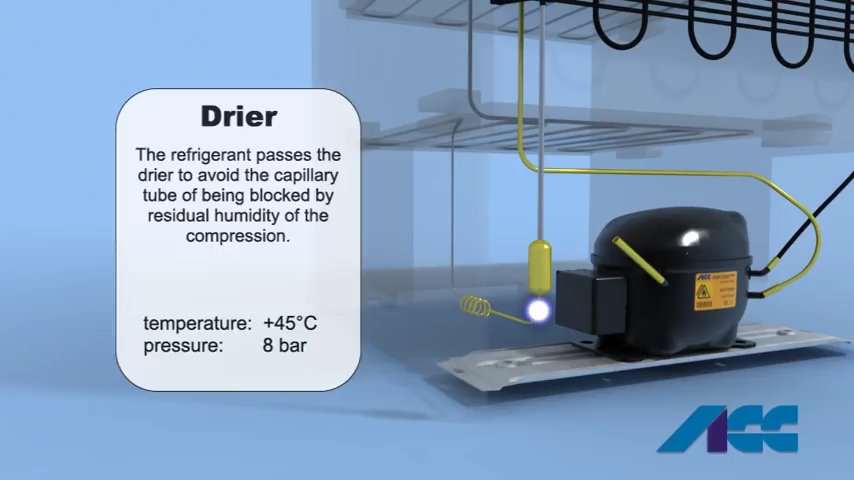 Drier
The refrigerant passes the
drier to avoid the capillary
tube of being blocked by
residual humidity of the
compression.
temperature: +45°C
pressure: 8 bar
ACC
ACC